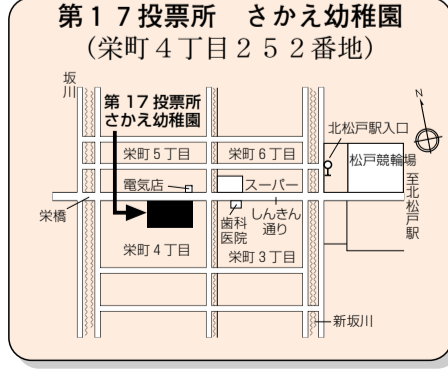 第１７投票所　さかえ幼稚園
（栄町４丁目２５２番地）
坂川
第 17 投票所
さかえ幼稚園
N
北松戸駅入口
栄町５丁目
栄町６丁目
松戸競輪場
電気店
スーパー
至北松戸駅
栄橋
歯科
医院
しんきん
通り
栄町４丁目
栄町３丁目
新坂川